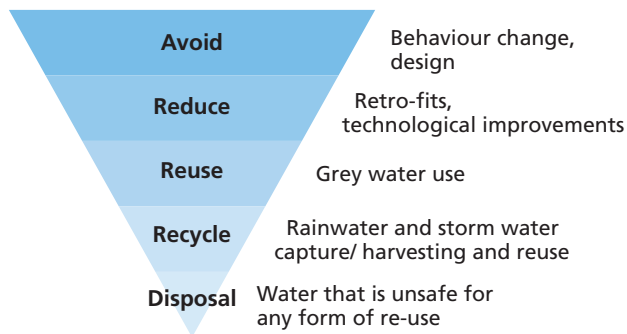 Avoid
Behaviour change,
design
Reduce
Retro-fits,
technological improvements
Reuse
Grey water use
Recycle
Rainwater and storm water
capture/ harvesting and reuse
Disposal
Water that is unsafe for
any form of re-use